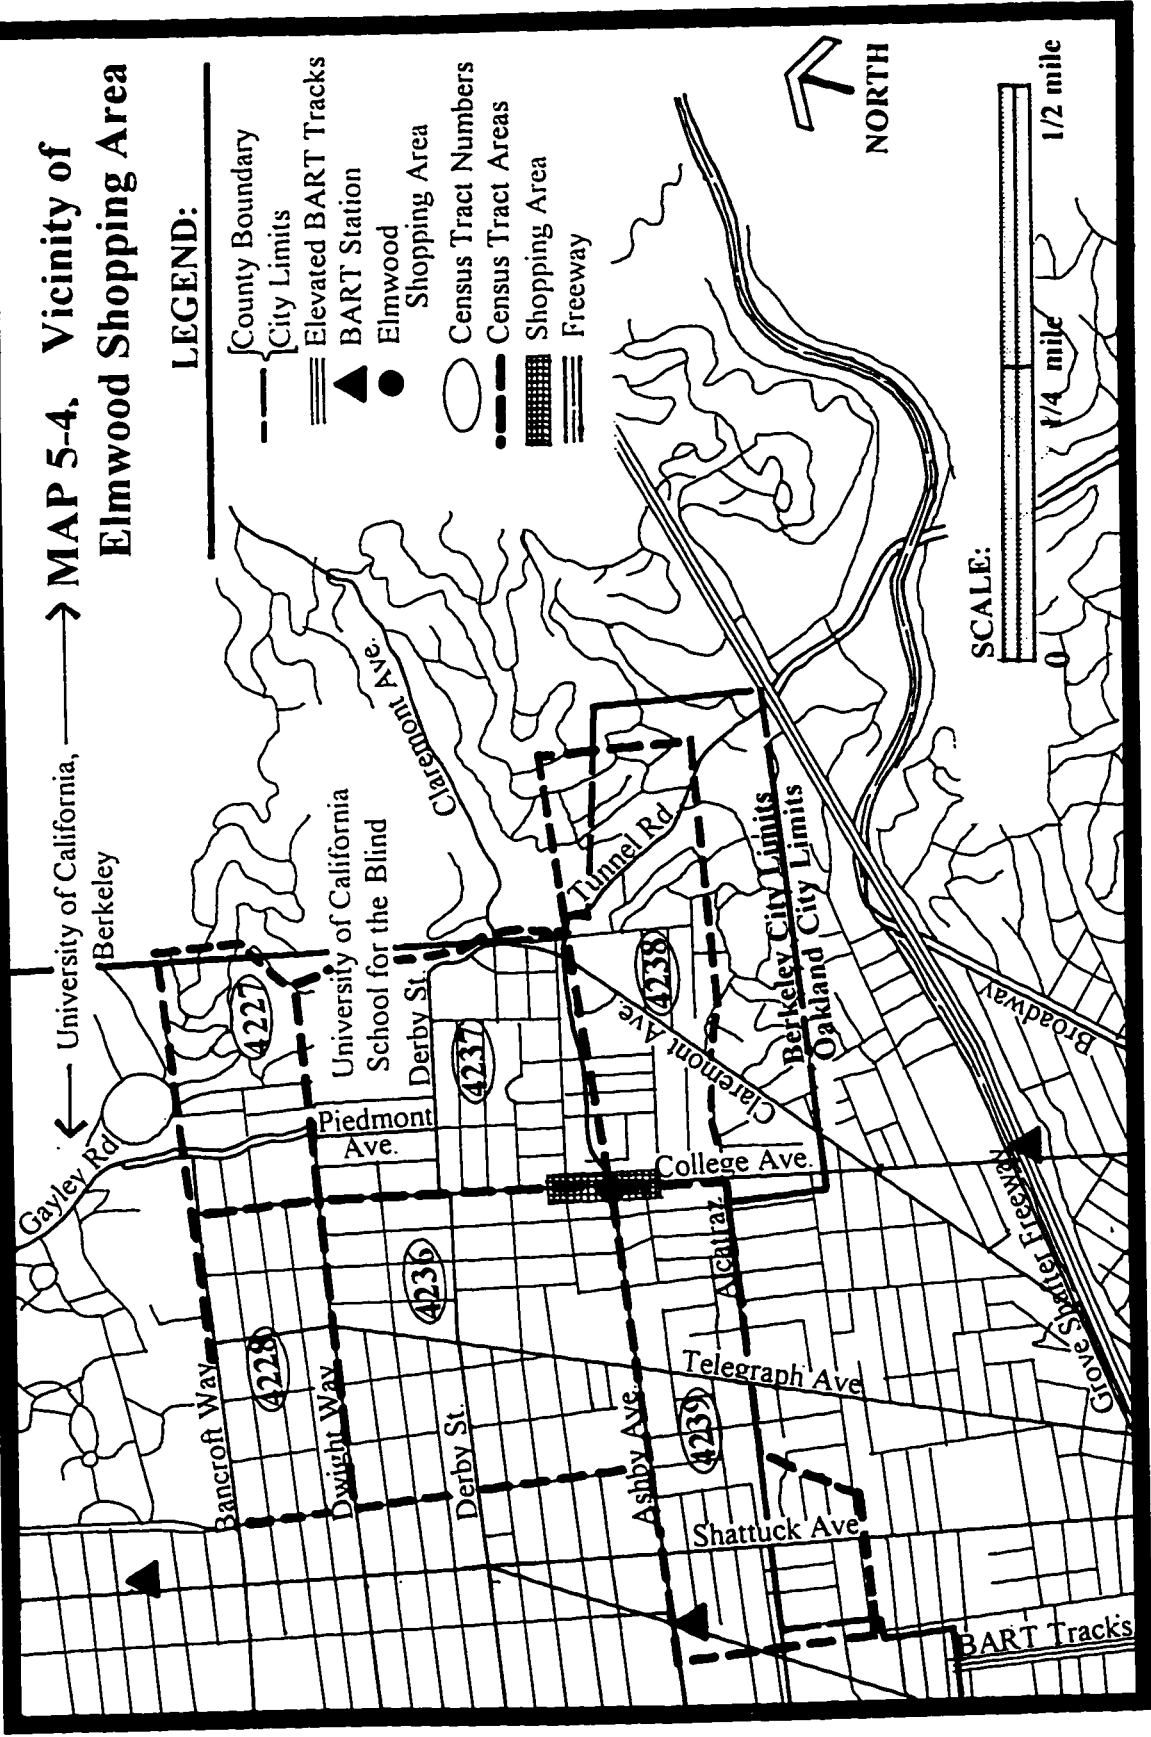 ← University of California, → MAP 5-4. Vicinity of
Berkeley
Elmwood Shopping Area
LEGEND:
County Boundary
City Limits
Elevated BART Tracks
BART Station
Elmwood
Shopping Area
Census Tract Numbers
Census Tract Areas
Shopping Area
Freeway
NORTH
SCALE:
0
1/4 mile
1/2 mile
Gayley Rd
Bancroft Way
4227
4228
University of California
School for the Blind
Claremont Ave.
Piedmont
Ave.
Derby St.
4237
Dwight Way
4236
Derby St.
Tunnel Rd
4238
Claremont Ave.
College Ave.
Berkeley City Limits
Oakland City Limits
Alcatraz
Telegraph Ave
Ashby Ave.
4239
Shattuck Ave
Broadway
Grove Shafter Freeway
BART Tracks